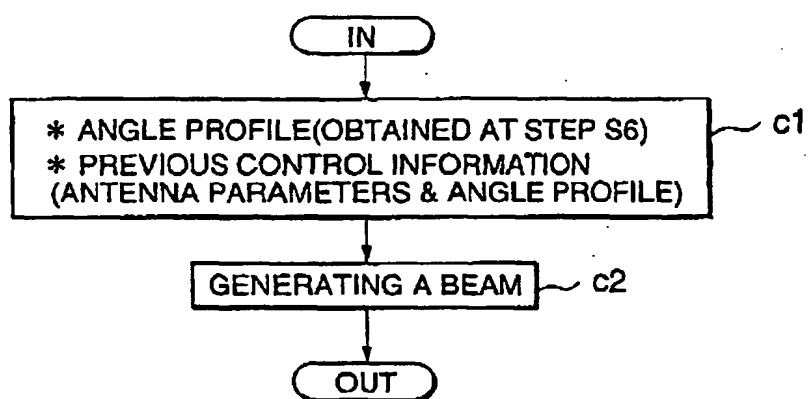 IN
* ANGLE PROFILE(OBTAINED AT STEP S6)
* PREVIOUS CONTROL INFORMATION
(ANTENNA PARAMETERS & ANGLE PROFILE)
c1
GENERATING A BEAM
c2
OUT